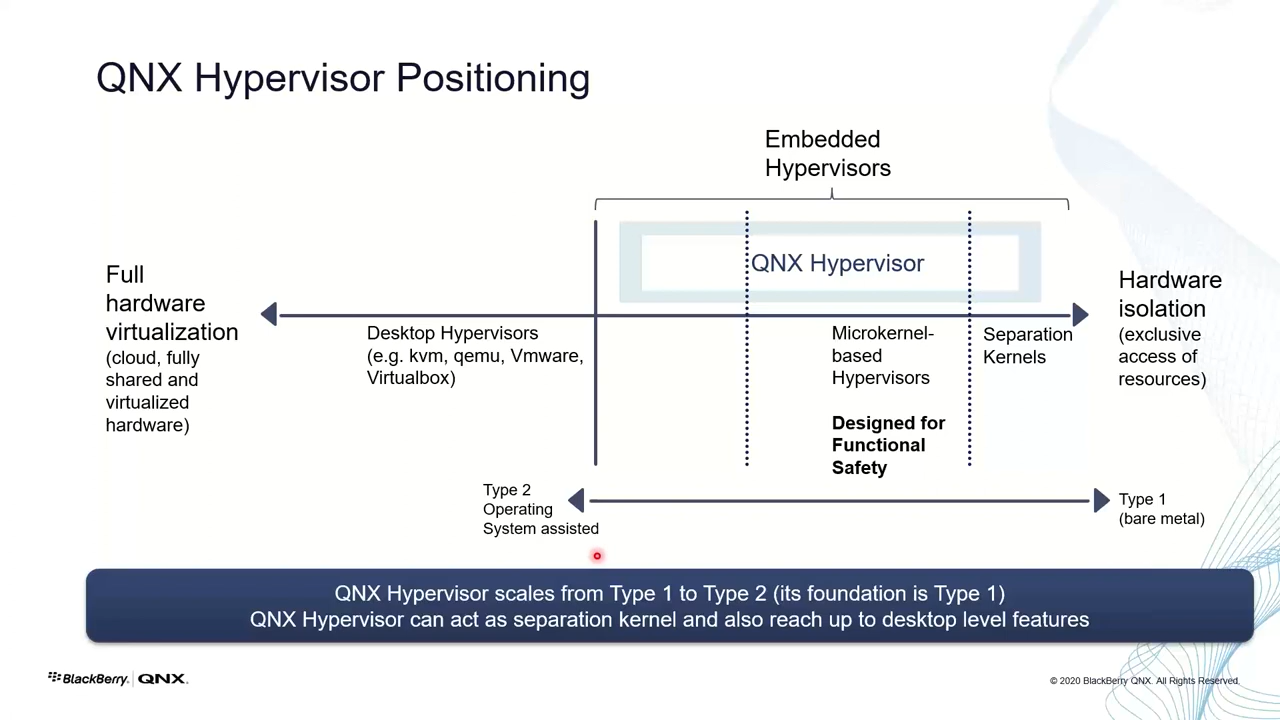 QNX Hypervisor Positioning
Embedded
Hypervisors
QNX Hypervisor
Full
hardware
virtualization
(cloud, fully
shared and
virtualized
hardware)
Desktop Hypervisors
(e.g. kvm, qemu, Vmware,
Virtualbox)
Microkernel-
based
Hypervisors
Designed for
Functional
Safety
Separation
Kernels
Hardware
isolation
(exclusive
access of
resources)
Type 2
Operating
System assisted
Type 1
(bare metal)
QNX Hypervisor scales from Type 1 to Type 2 (its foundation is Type 1)
QNX Hypervisor can act as separation kernel and also reach up to desktop level features
BlackBerry. QNX.
© 2020 BlackBerry QNX. All Rights Reserved.